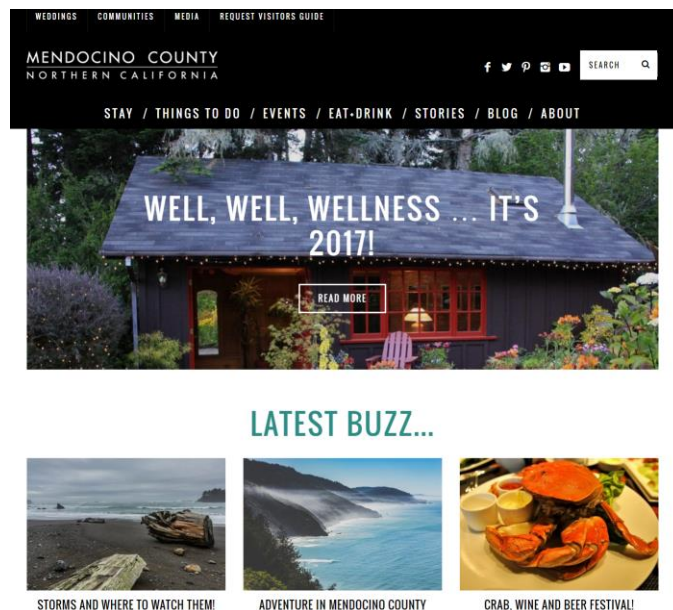 WEDDINGS COMMUNITIES MEDIA REQUEST VISITORS GUIDE
MENDOCINO COUNTY
NORTHERN CALIFORNIA
SEARCH
STAY / THINGS TO DO / EVENTS / EAT+DRINK / STORIES / BLOG / ABOUT
WELL, WELL, WELLNESS ... IT'S
2017!
READ MORE
LATEST BUZZ...
STORMS AND WHERE TO WATCH THEM! ADVENTURE IN MENDOCINO COUNTY CRAB, WINE AND BEER FESTIVAL!